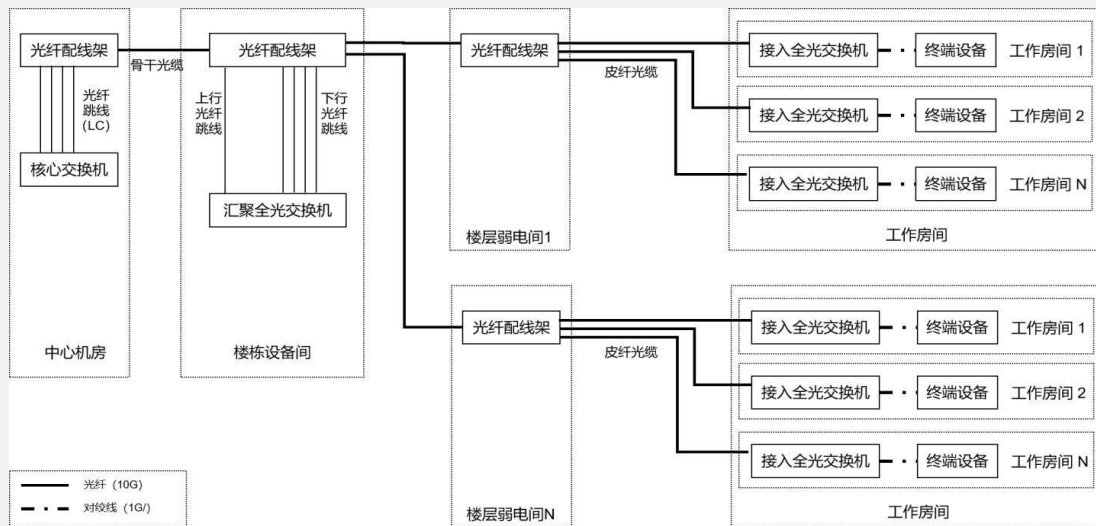 光纤配线架
骨干光缆
光纤
跳线
(LC)
核心交换机
中心机房
光纤配线架
上行
光纤
跳线
下行
光纤
跳线
汇聚全光交换机
楼栋设备间
光纤配线架
皮纤光缆
楼层弱电间1
接入全光交换机
终端设备
工作房间 1
接入全光交换机
终端设备
工作房间 2
接入全光交换机
终端设备
工作房间 N
工作房间
光纤配线架
皮纤光缆
楼层弱电间N
接入全光交换机
终端设备
工作房间 1
接入全光交换机
终端设备
工作房间 2
接入全光交换机
终端设备
工作房间 N
工作房间
光纤 (10G)
对绞线 (1G/)